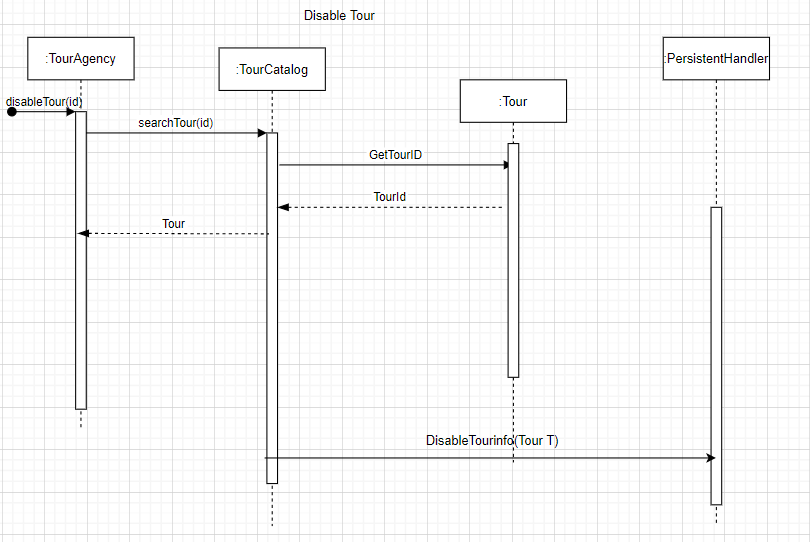 Disable Tour
:TourAgency
:TourCatalog
:PersistentHandler
:Tour
disableTour(id)
searchTour(id)
GetTourID
TourId
Tour
DisableTourinfo(Tour T)